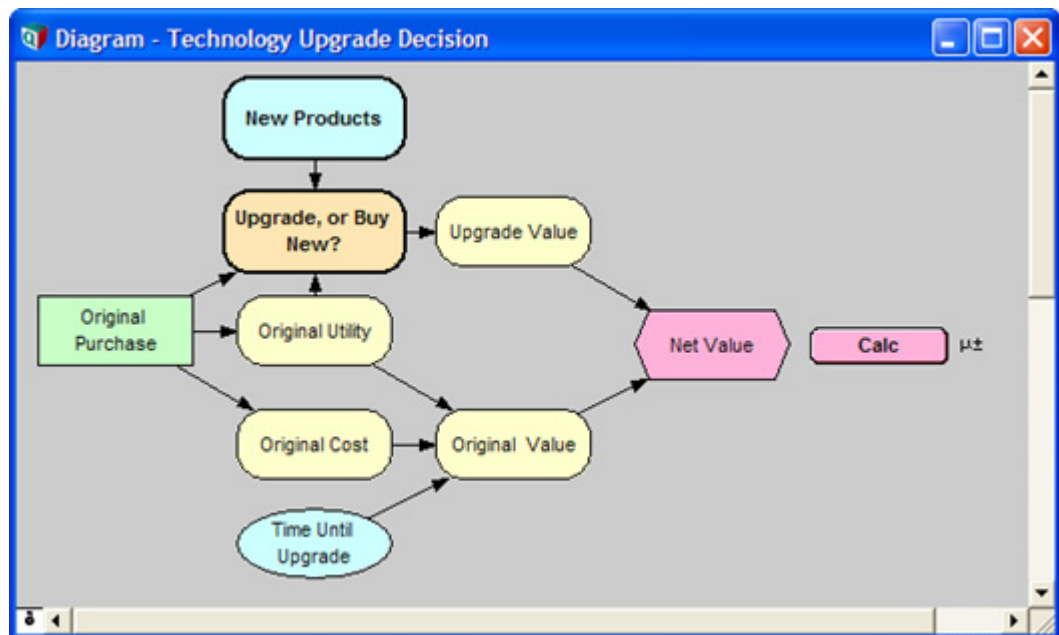 Diagram - Technology Upgrade Decision
New Products
Upgrade, or Buy
New?
Upgrade Value
Original
Purchase
Original Utility
Net Value
Calc
μ±
Original Cost
Original Value
Time Until
Upgrade